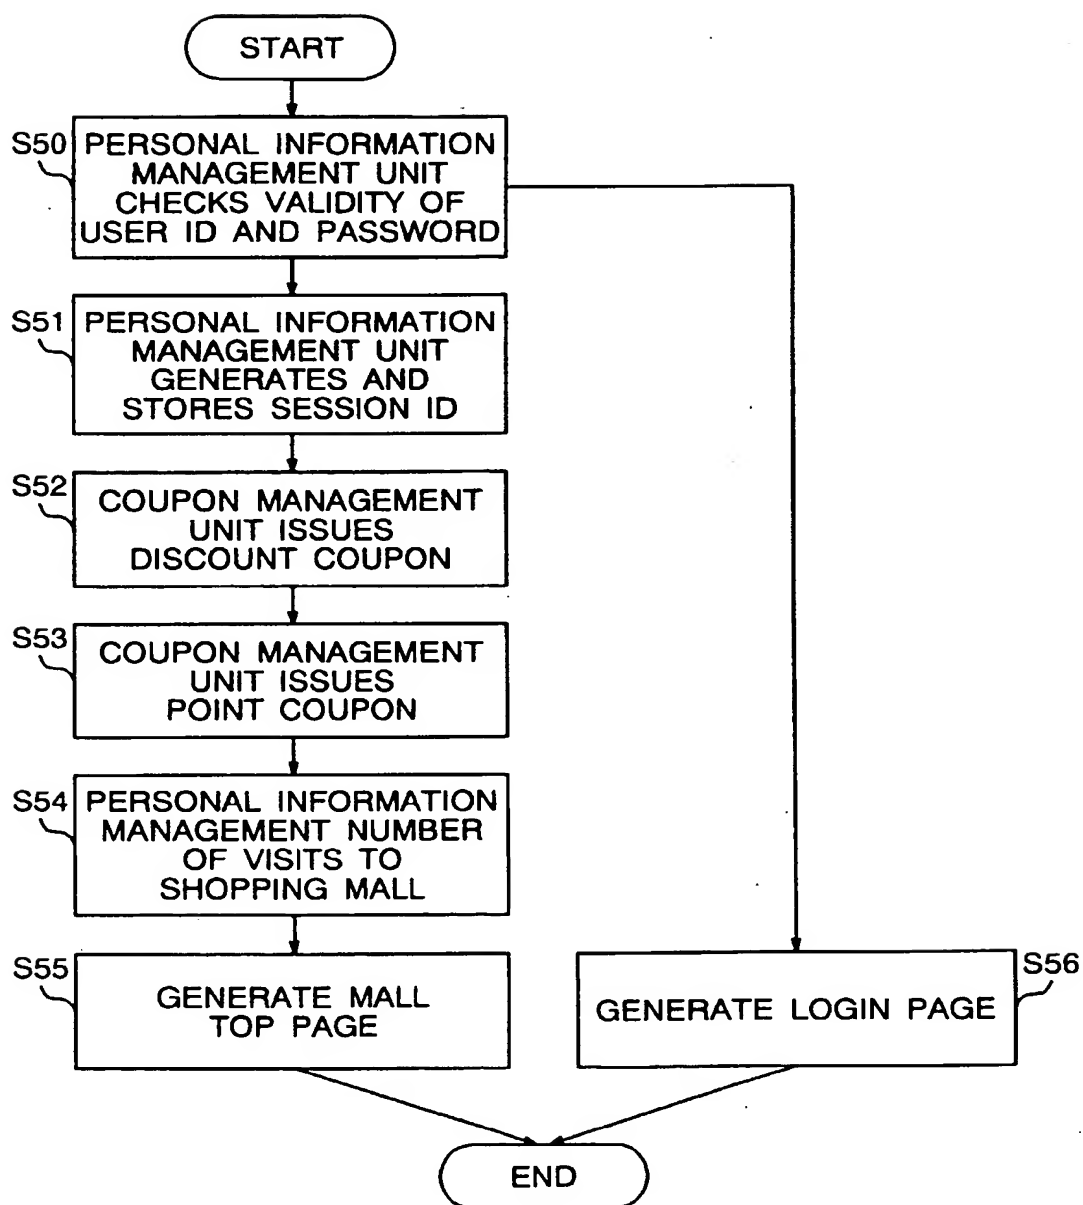 START
S50
PERSONAL INFORMATION
MANAGEMENT UNIT
CHECKS VALIDITY OF
USER ID AND PASSWORD
S51
PERSONAL INFORMATION
MANAGEMENT UNIT
GENERATES AND
STORES SESSION ID
S52
COUPON MANAGEMENT
UNIT ISSUES
DISCOUNT COUPON
S53
COUPON MANAGEMENT
UNIT ISSUES
POINT COUPON
S54
PERSONAL INFORMATION
MANAGEMENT NUMBER
OF VISITS TO
SHOPPING MALL
S55
GENERATE MALL
TOP PAGE
S56
GENERATE LOGIN PAGE
END